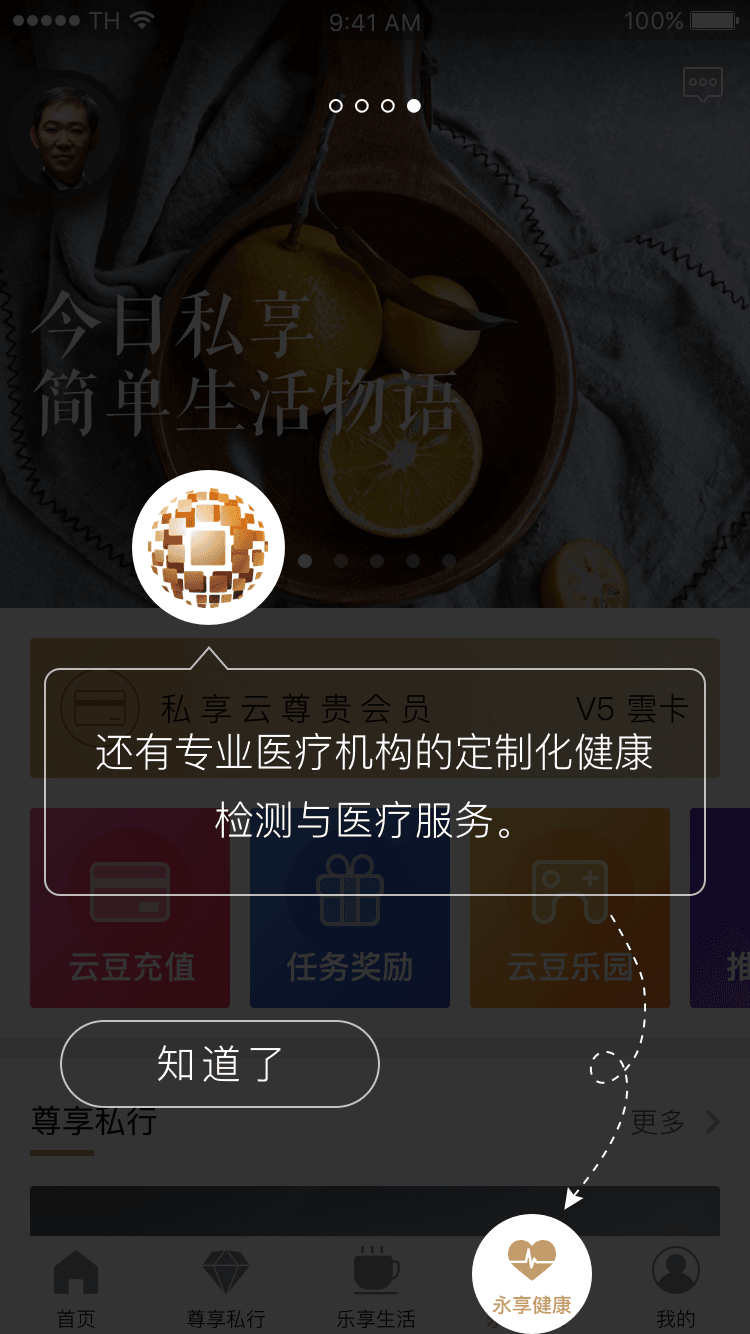 TH
9:41 AM
100%
今日私享
简单生活物语
私享云尊贵会员
V5 雲卡
还有专业医疗机构的定制化健康
检测与医疗服务。
云豆充值
任务奖励
云豆乐园
推
知道了
尊享私行
更多
首页
尊享私行
乐享生活
永享健康
我的